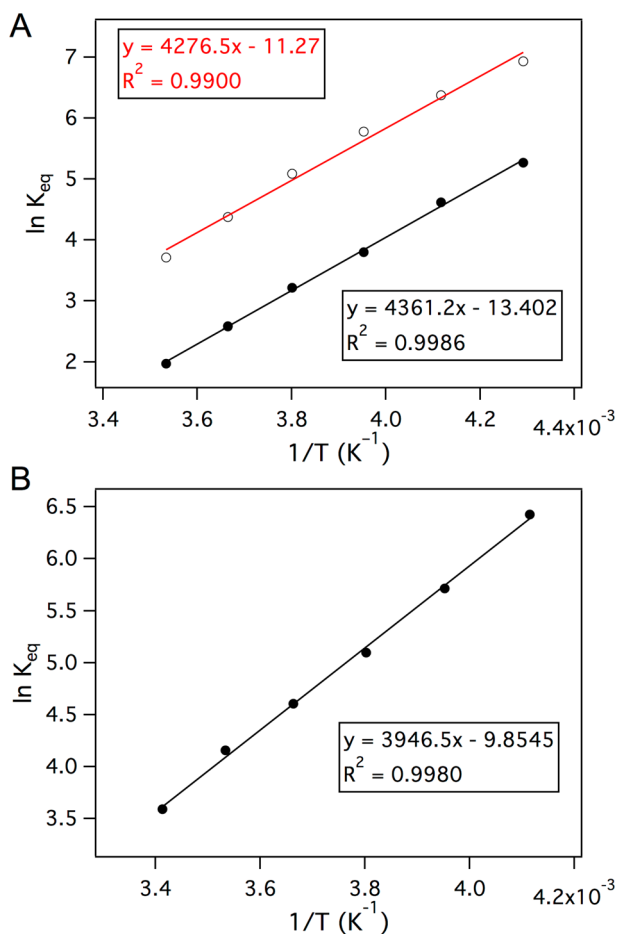 A
y = 4276.5x - 11.27
R² = 0.9900
7
6
5
4
3
2
ln Keq
y = 4361.2x - 13.402
R² = 0.9986
3.4 3.6 3.8 4.0 4.2 4.4x10⁻³
1/T (K⁻¹)
B
6.5
6.0
5.5
5.0
4.5
4.0
3.5
ln Keq
y = 3946.5x - 9.8545
R² = 0.9980
3.4 3.6 3.8 4.0 4.2x10⁻³
1/T (K⁻¹)